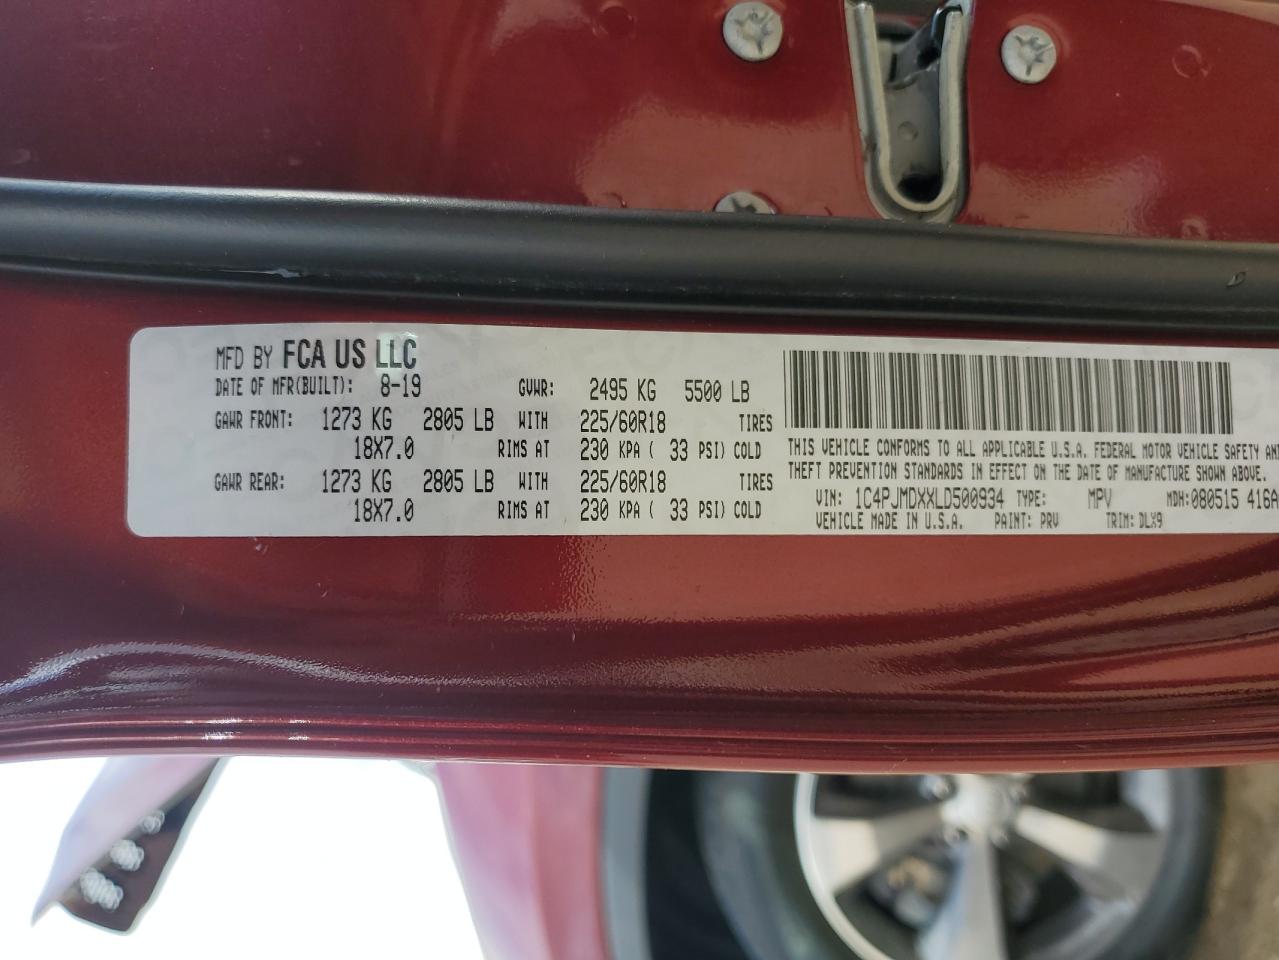 MFD BY FCA US LLC
DATE OF MFR(BUILT): 8-19 GVWR: 2495 KG 5500 LB
GAWR FRONT: 1273 KG 2805 LB WITH 225/60R18 TIRES
18X7.0 RIMS AT 230 KPA ( 33 PSI) COLD
GAWR REAR: 1273 KG 2805 LB WITH 225/60R18 TIRES
18X7.0 RIMS AT 230 KPA ( 33 PSI) COLD
THIS VEHICLE CONFORMS TO ALL APPLICABLE U.S.A. FEDERAL MOTOR VEHICLE SAFETY AND
THEFT PREVENTION STANDARDS IN EFFECT ON THE DATE OF MANUFACTURE SHOWN ABOVE.
VIN: 1C4PJMDXXLD500934 TYPE: MPV MDH:080515 416A
VEHICLE MADE IN U.S.A. PAINT: PRV TRIM: DLX9